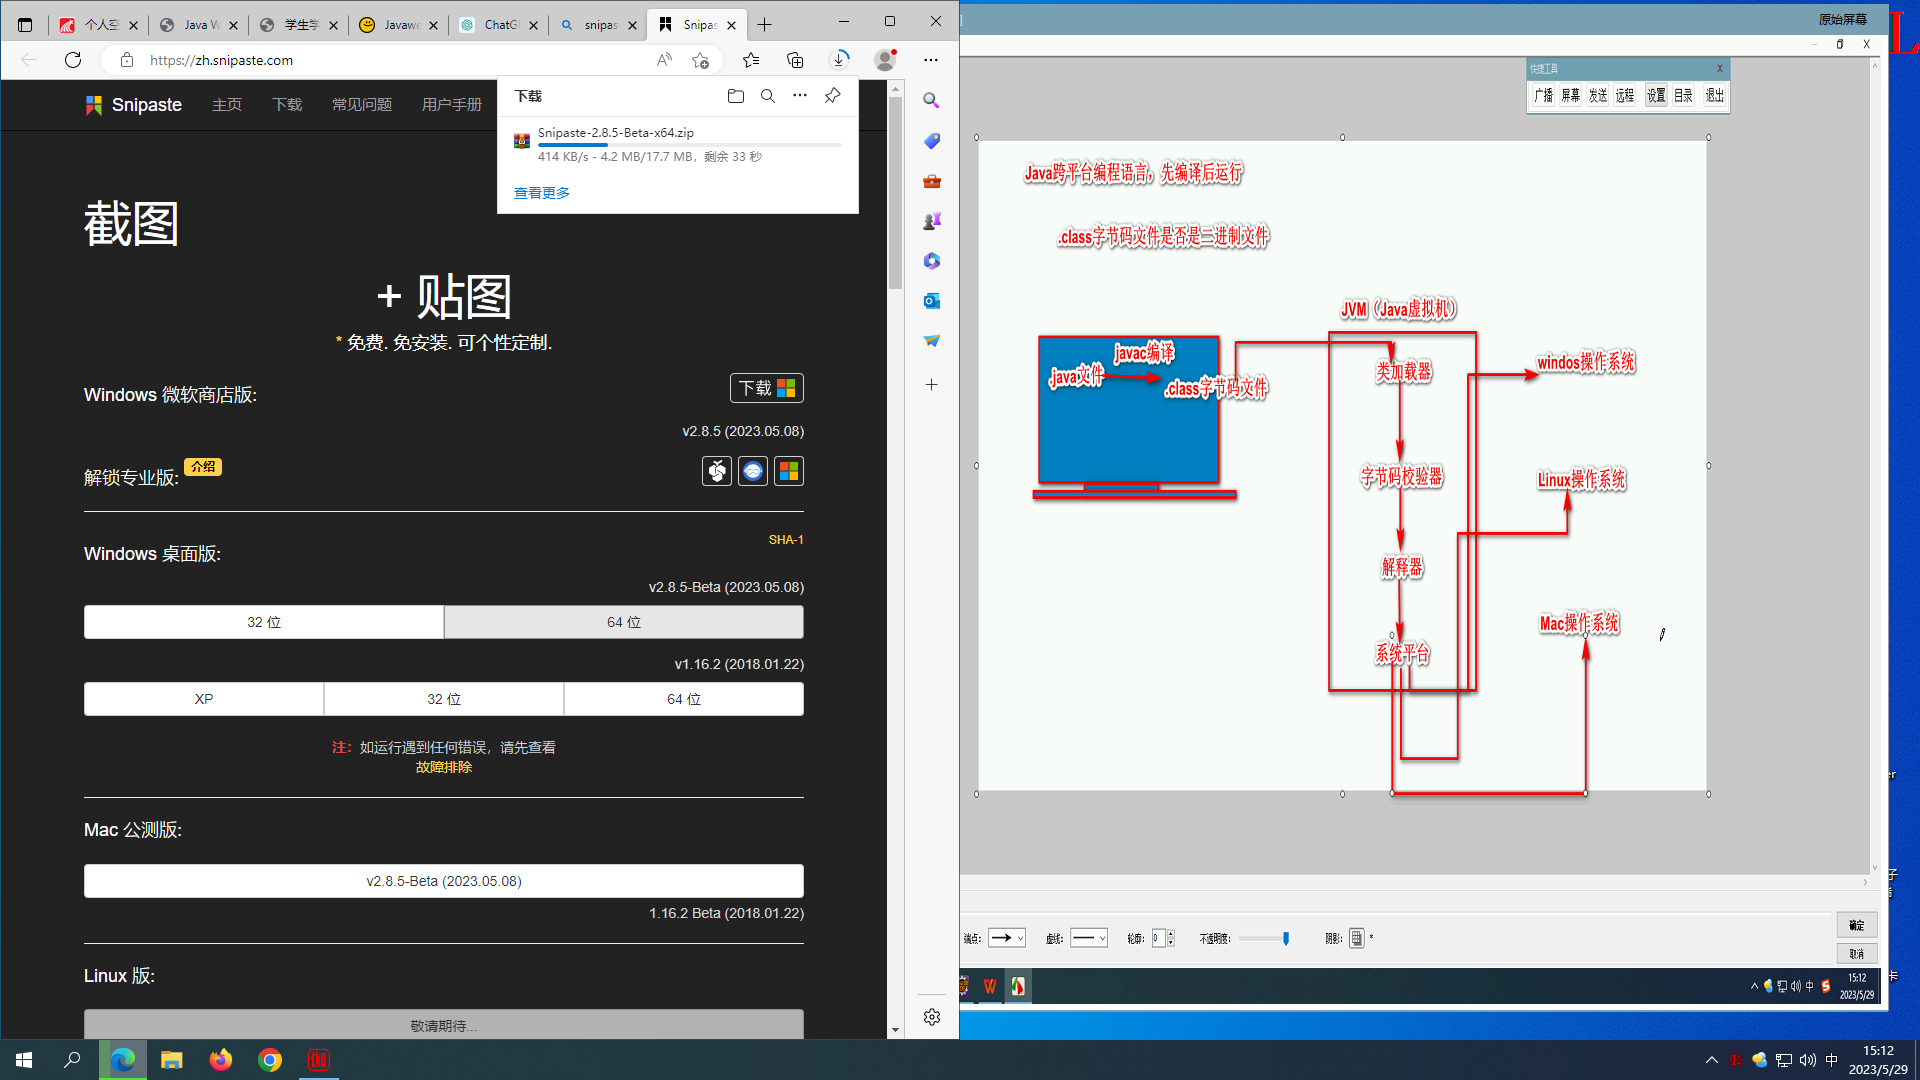 个人空
Java W
学生学
Javawe
ChatG
snipas
Snipas
https://zh.snipaste.com
Snipaste
主页
下载
常见问题
用户手册
下载
Snipaste-2.8.5-Beta-x64.zip
414 KB/s - 4.2 MB/17.7 MB，剩余 33 秒
查看更多
截图
+ 贴图
* 免费. 免安装. 可个性定制.
Windows 微软商店版:
下载
v2.8.5 (2023.05.08)
解锁专业版:
介绍
SHA-1
Windows 桌面版:
v2.8.5-Beta (2023.05.08)
32 位
64 位
v1.16.2 (2018.01.22)
XP
32 位
64 位
注：如运行遇到任何错误，请先查看
故障排除
Mac 公测版:
v2.8.5-Beta (2023.05.08)
1.16.2 Beta (2018.01.22)
Linux 版:
敬请期待...
原始屏幕
快捷工具
广播
屏幕
发送
远程
设置
目录
退出
Java跨平台编程语言，先编译后运行
.class字节码文件是否是二进制文件
JVM（Java虚拟机）
javac编译
.java文件
.class字节码文件
类加载器
字节码校验器
解释器
系统平台
windos操作系统
Linux操作系统
Mac操作系统
端点:
虚线:
轮廓:
0
不透明度:
阴影:
确定
取消
中
15:12
2023/5/29
中
15:12
2023/5/29